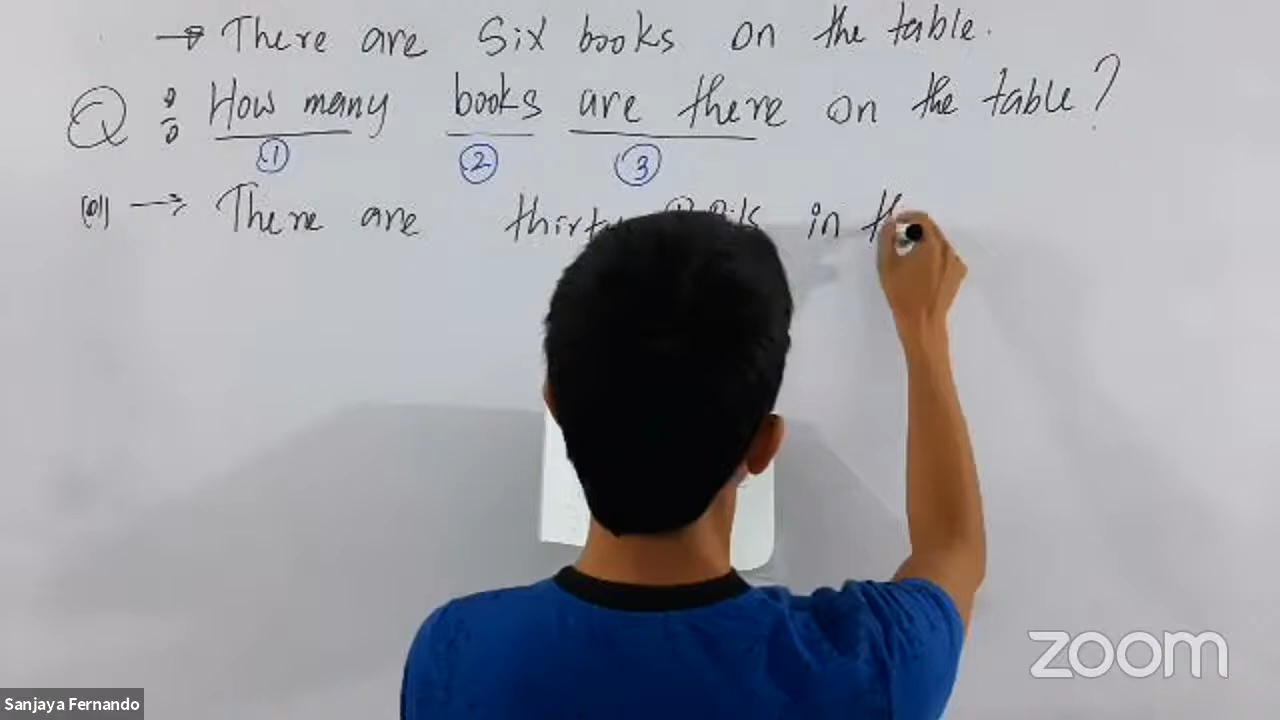 → There are Six books on the table.
Q : How many books are there on the table?
① ② ③
(01) → There are in
zoom
Sanjaya Fernando